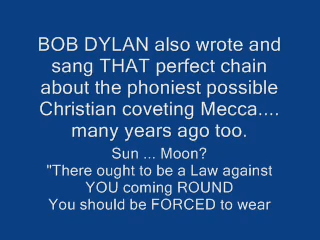 BOB DYLAN also wrote and
sang THAT perfect chain
about the phoniest possible
Christian coveting Mecca....
many years ago too.
Sun ... Moon?
"There ought to be a Law against
YOU coming ROUND
You should be FORCED to wear